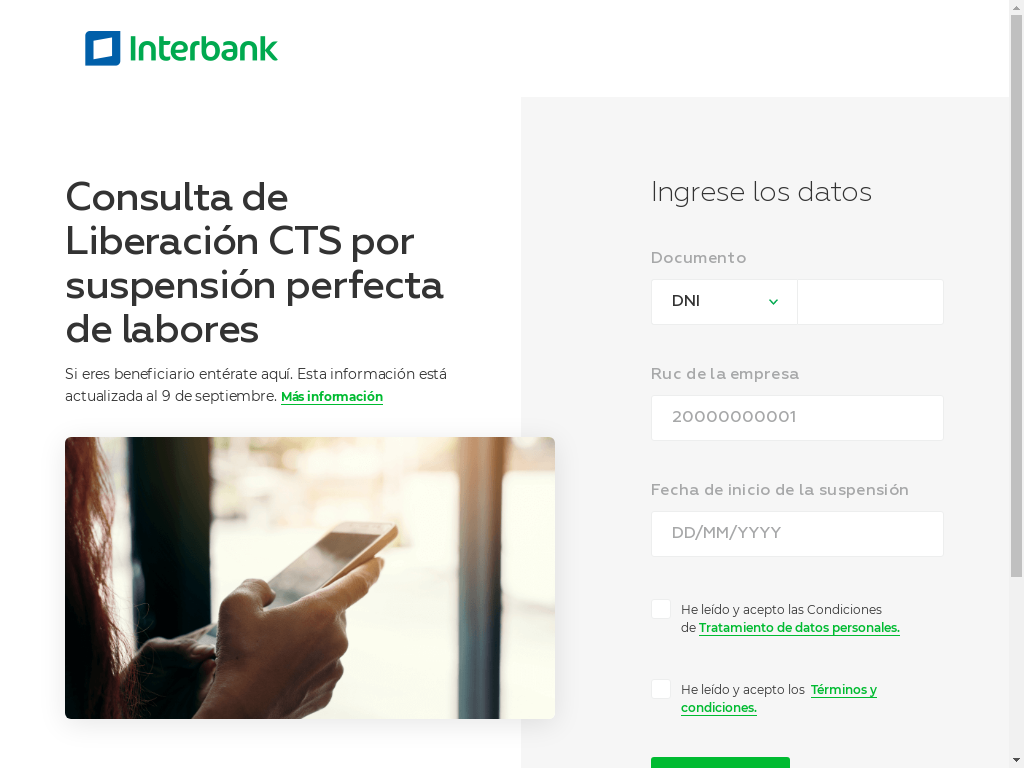 Interbank
Consulta de
Liberación CTS por
suspensión perfecta
de labores
Si eres beneficiario entérate aquí. Esta información está
actualizada al 9 de septiembre. Más información
Ingrese los datos
Documento
DNI
Ruc de la empresa
20000000001
Fecha de inicio de la suspensión
DD/MM/YYYY
He leído y acepto las Condiciones
de Tratamiento de datos personales.
He leído y acepto los Términos y
condiciones.